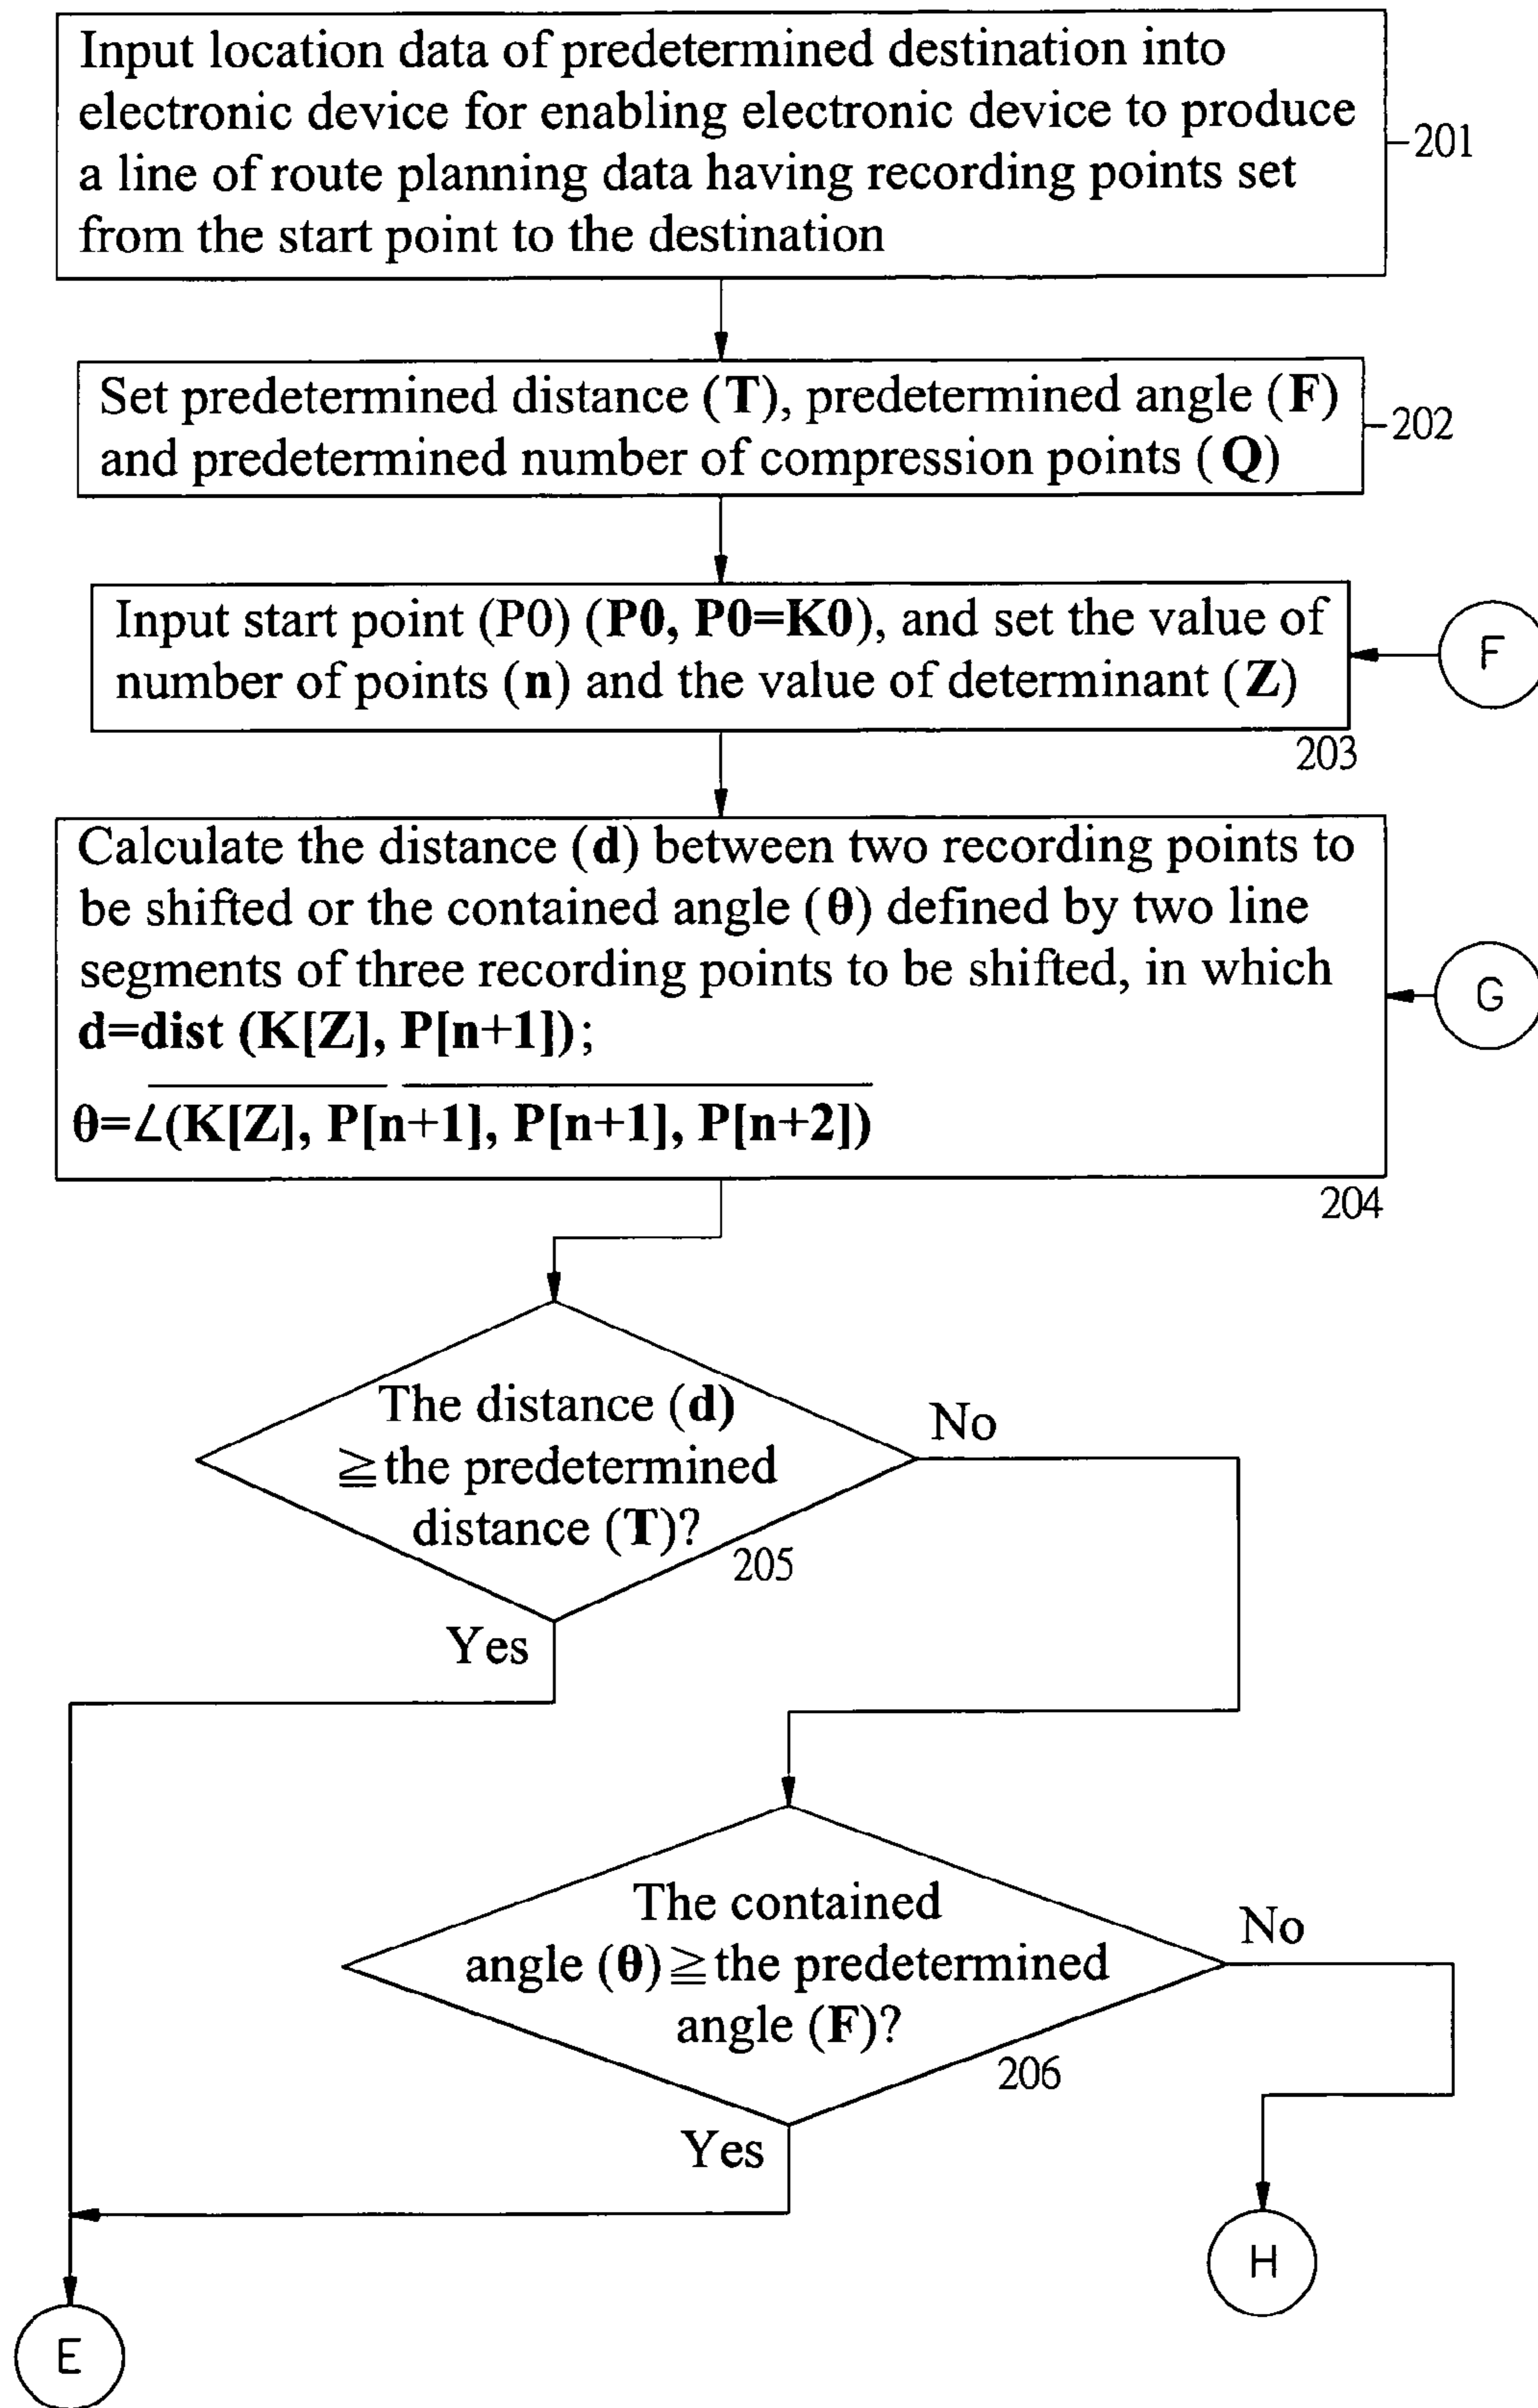 Input location data of predetermined destination into
electronic device for enabling electronic device to produce
a line of route planning data having recording points set
from the start point to the destination
201
Set predetermined distance (T), predetermined angle (F)
and predetermined number of compression points (Q)
202
Input start point (P0) (P0, P0=K0), and set the value of
number of points (n) and the value of determinant (Z)
F
203
Calculate the distance (d) between two recording points to
be shifted or the contained angle (θ) defined by two line
segments of three recording points to be shifted, in which
d=dist (K[Z], P[n+1]);
θ=∠(K[Z], P[n+1], P[n+1], P[n+2])
G
204
The distance (d)
≧the predetermined
distance (T)?
No
205
Yes
The contained
angle (θ)≧the predetermined
angle (F)?
No
206
Yes
H
E